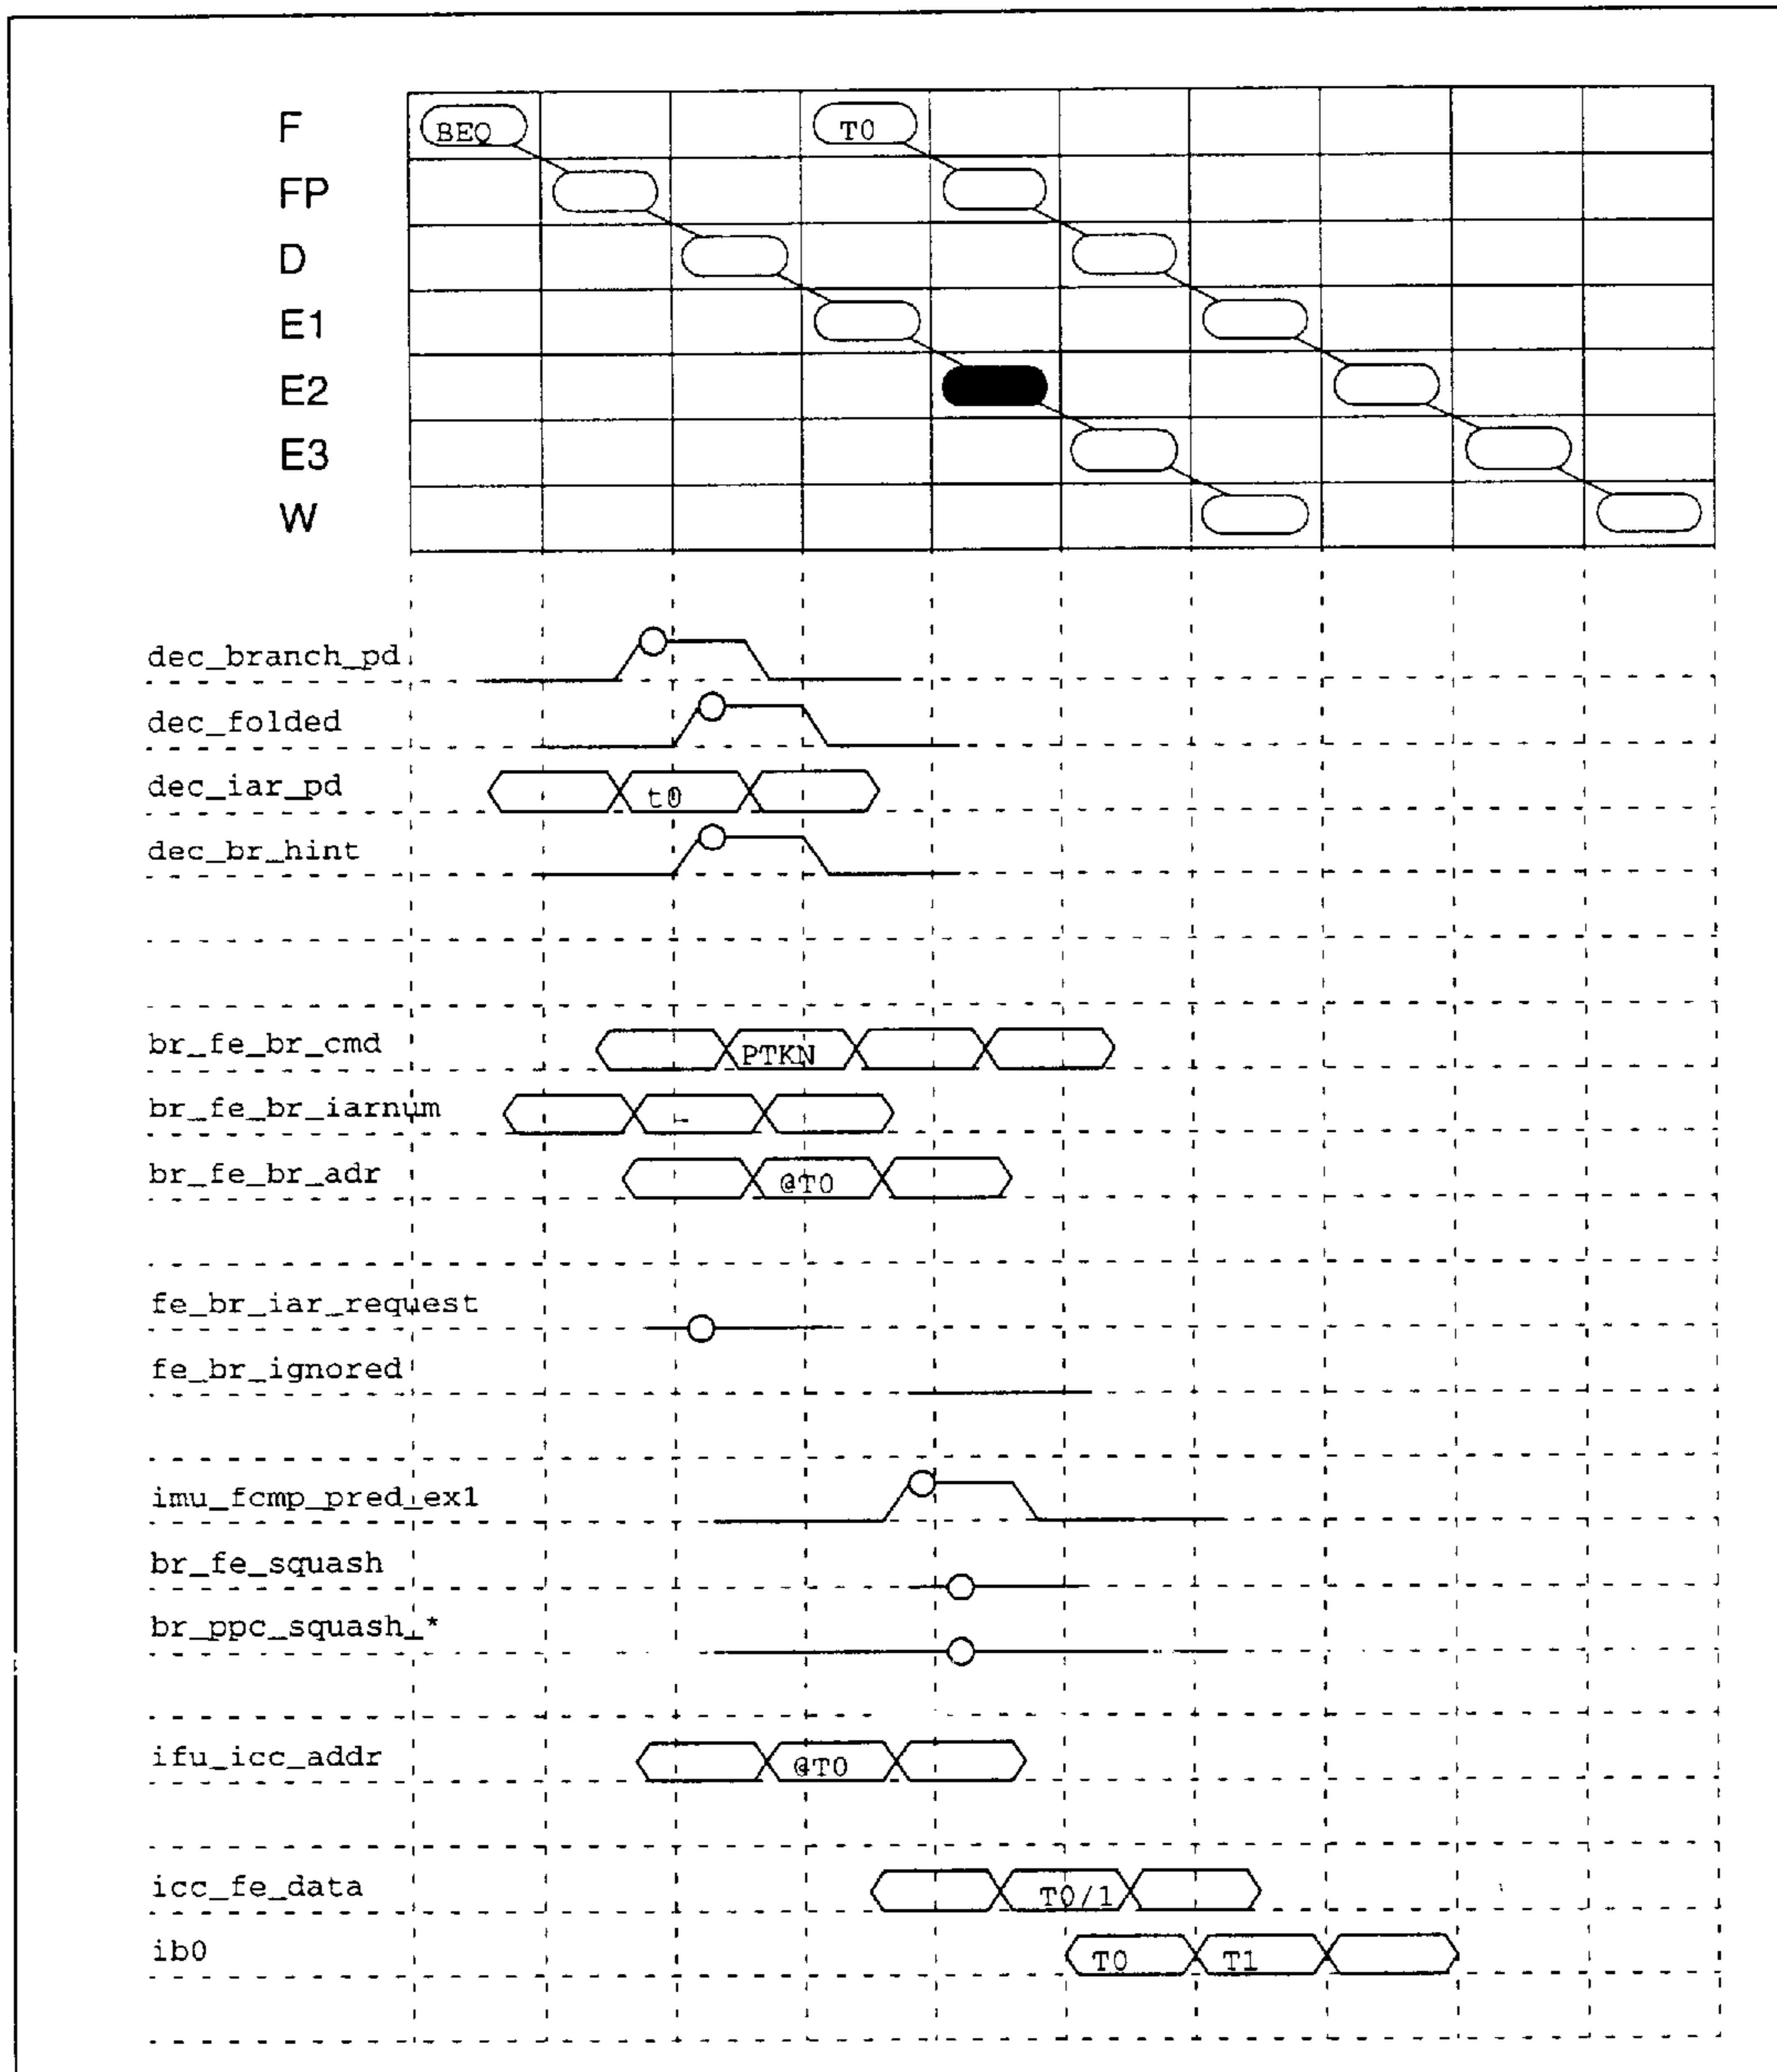 F BEQ T0
FP
D
E1
E2
E3
W
dec_branch_pd
dec_folded
dec_iar_pd t0
dec_br_hint
br_fe_br_cmd PTKN
br_fe_br_iarnum -
br_fe_br_adr @T0
fe_br_iar_request
fe_br_ignored
imu_fcmp_pred_ex1
br_fe_squash
br_ppc_squash_*
ifu_icc_addr @T0
icc_fe_data T0/1
ib0 T0 T1